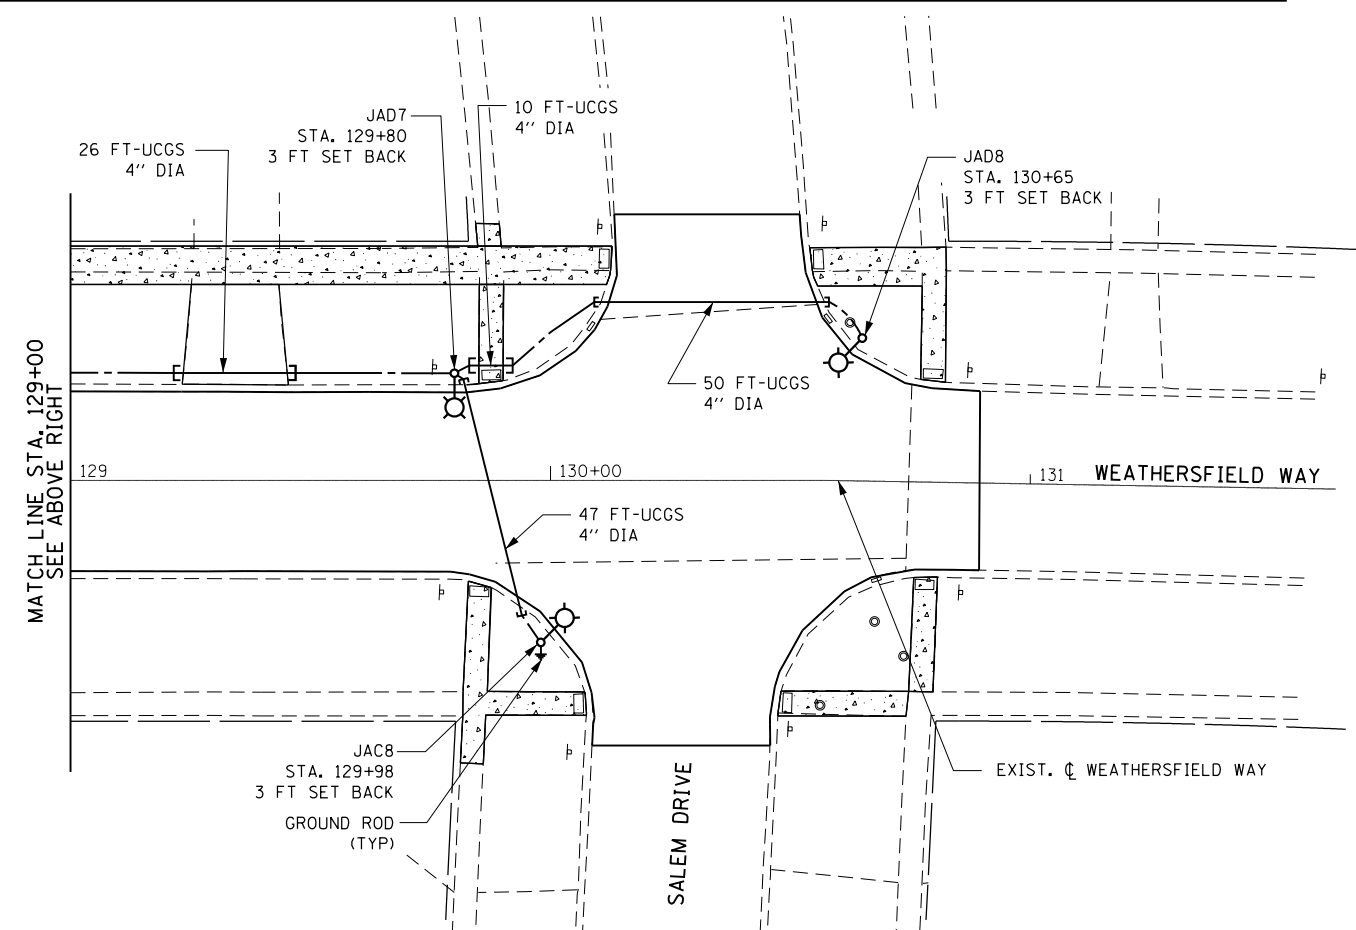 10 FT-UCGS
4'' DIA
JAD7
STA. 129+80
3 FT SET BACK
26 FT-UCGS
4'' DIA
JAD8
STA. 130+65
3 FT SET BACK
50 FT-UCGS
4'' DIA
MATCH LINE STA. 129+00
SEE ABOVE RIGHT
129
130+00
131
WEATHERSFIELD WAY
47 FT-UCGS
4'' DIA
JAC8
STA. 129+98
3 FT SET BACK
GROUND ROD
(TYP)
EXIST. ℄ WEATHERSFIELD WAY
SALEM DRIVE